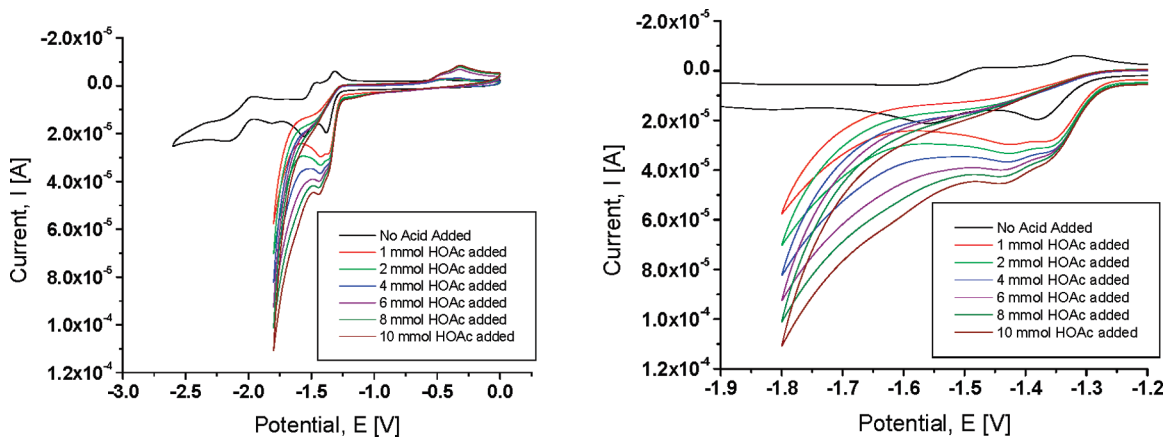 -2.0x10⁻⁵
0.0
2.0x10⁻⁵
4.0x10⁻⁵
6.0x10⁻⁵
8.0x10⁻⁵
1.0x10⁻⁴
1.2x10⁻⁴
Current, I [A]
No Acid Added
1 mmol HOAc added
2 mmol HOAc added
4 mmol HOAc added
6 mmol HOAc added
8 mmol HOAc added
10 mmol HOAc added
-3.0 -2.5 -2.0 -1.5 -1.0 -0.5 0.0
Potential, E [V]
-2.0x10⁻⁵
0.0
2.0x10⁻⁵
4.0x10⁻⁵
6.0x10⁻⁵
8.0x10⁻⁵
1.0x10⁻⁴
1.2x10⁻⁴
Current, I [A]
No Acid Added
1 mmol HOAc added
2 mmol HOAc added
4 mmol HOAc added
6 mmol HOAc added
8 mmol HOAc added
10 mmol HOAc added
-1.9 -1.8 -1.7 -1.6 -1.5 -1.4 -1.3 -1.2
Potential, E [V]